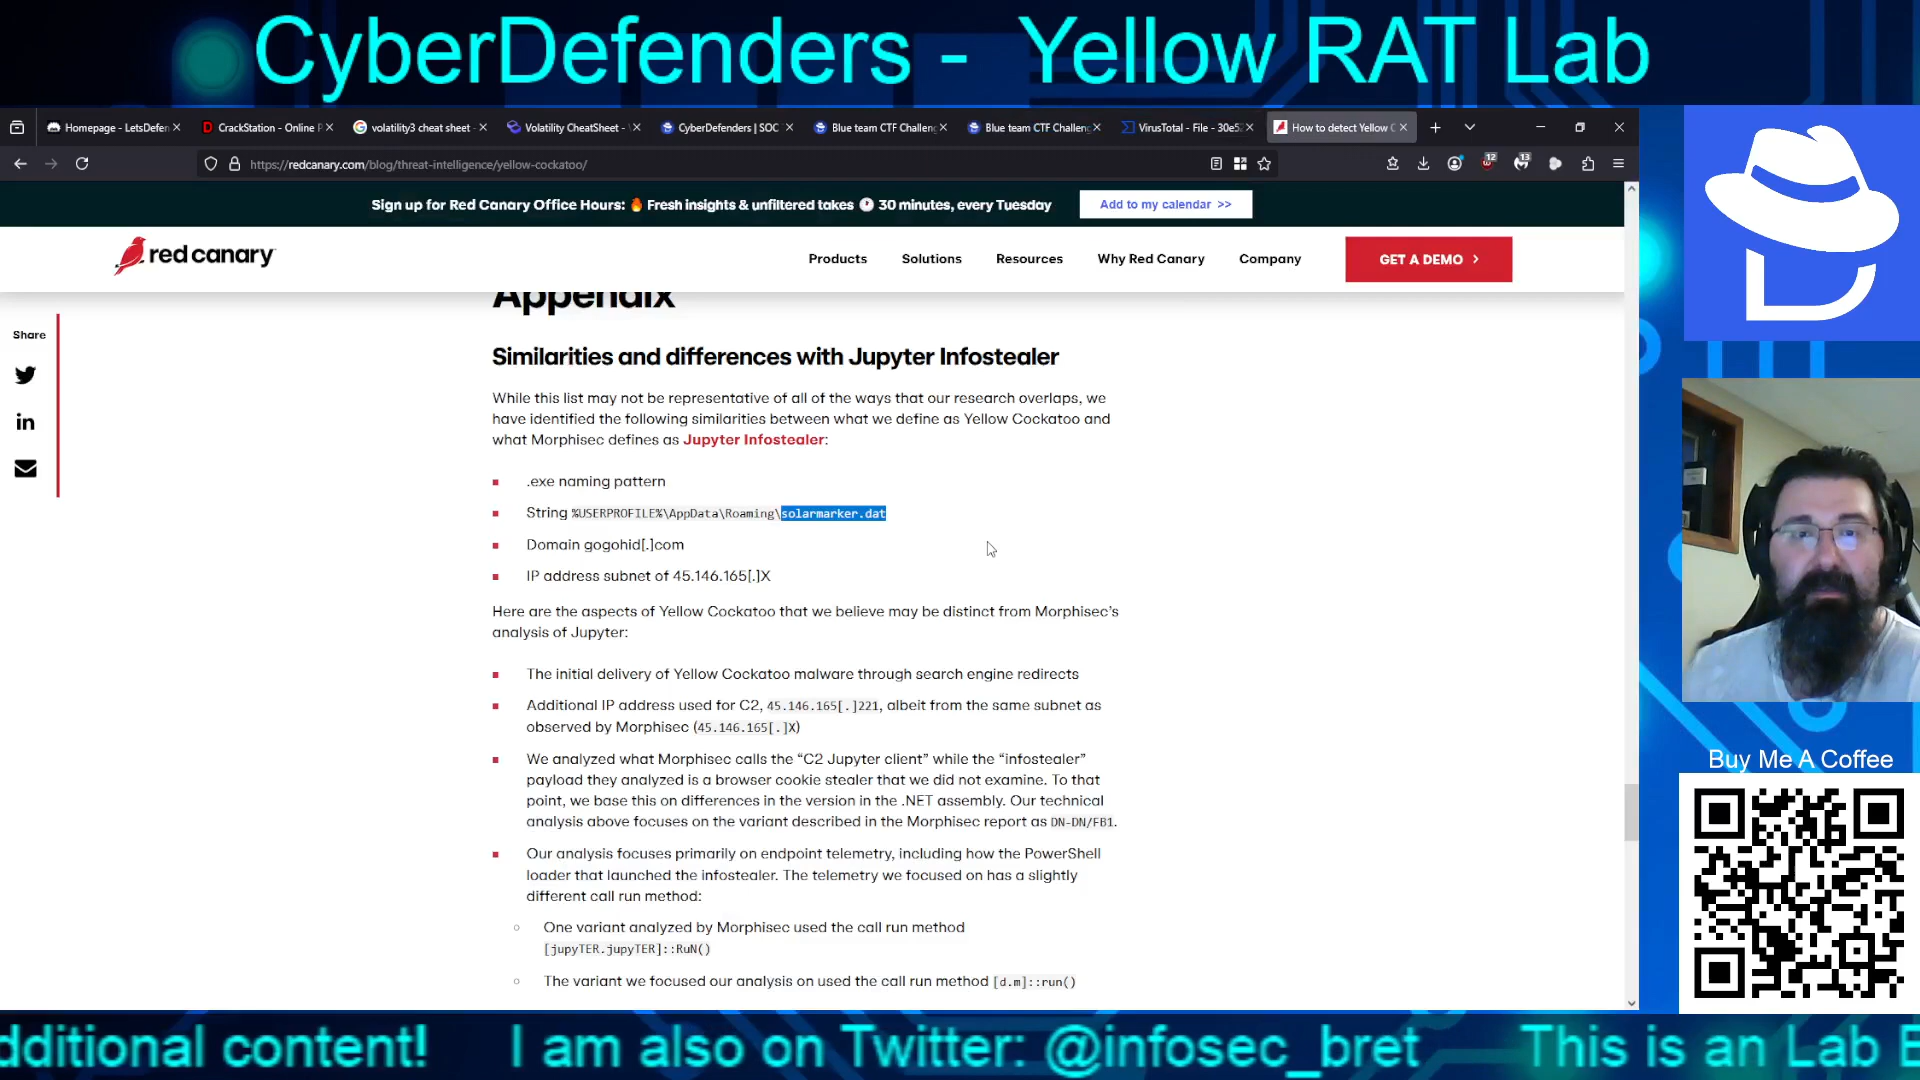 CyberDefenders - Yellow RAT Lab
Homepage - LetsDefen
CrackStation - Online P
volatility3 cheat sheet -
Volatility CheatSheet -
CyberDefenders | SOC
Blue team CTF Challeng
Blue team CTF Challeng
VirusTotal - File - 30e52
How to detect Yellow C
https://redcanary.com/blog/threat-intelligence/yellow-cockatoo/
12
13
Sign up for Red Canary Office Hours: 🔥 Fresh insights & unfiltered takes 🕐 30 minutes, every Tuesday
Add to my calendar >>
red canary
Products
Solutions
Resources
Why Red Canary
Company
GET A DEMO >
Share
Appendix
Similarities and differences with Jupyter Infostealer
While this list may not be representative of all of the ways that our research overlaps, we
have identified the following similarities between what we define as Yellow Cockatoo and
what Morphisec defines as Jupyter Infostealer:
.exe naming pattern
String %USERPROFILE%\AppData\Roaming\solarmarker.dat
Domain gogohid[.]com
IP address subnet of 45.146.165[.]X
Here are the aspects of Yellow Cockatoo that we believe may be distinct from Morphisec's
analysis of Jupyter:
The initial delivery of Yellow Cockatoo malware through search engine redirects
Additional IP address used for C2, 45.146.165[.]221, albeit from the same subnet as
observed by Morphisec (45.146.165[.]X)
We analyzed what Morphisec calls the “C2 Jupyter client” while the “infostealer”
payload they analyzed is a browser cookie stealer that we did not examine. To that
point, we base this on differences in the version in the .NET assembly. Our technical
analysis above focuses on the variant described in the Morphisec report as DN-DN/FB1.
Our analysis focuses primarily on endpoint telemetry, including how the PowerShell
loader that launched the infostealer. The telemetry we focused on has a slightly
different call run method:
One variant analyzed by Morphisec used the call run method
[jupyTER.jupyTER]::RuN()
The variant we focused our analysis on used the call run method [d.m]::run()
Buy Me A Coffee
dditional content! I am also on Twitter: @infosec_bret This is an Lab E